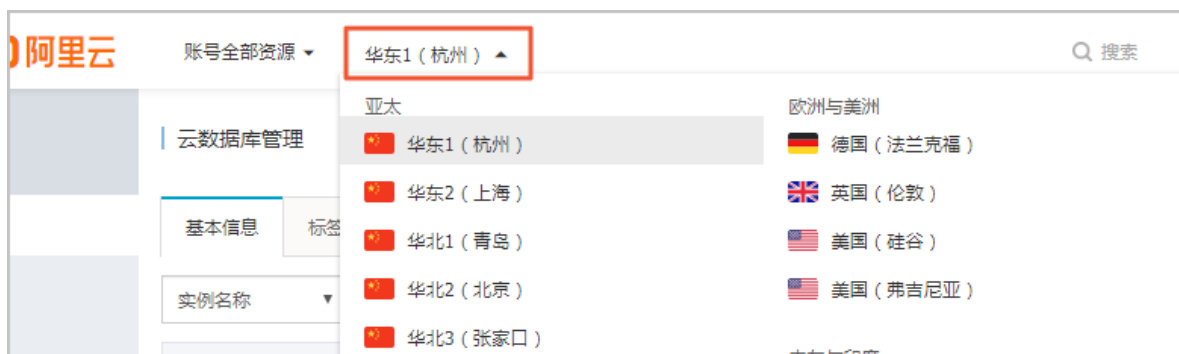 阿里云
账号全部资源
华东1（杭州）
搜索
云数据库管理
基本信息
标签
实例名称
亚太
华东1（杭州）
华东2（上海）
华北1（青岛）
华北2（北京）
华北3（张家口）
欧洲与美洲
德国（法兰克福）
英国（伦敦）
美国（硅谷）
美国（弗吉尼亚）